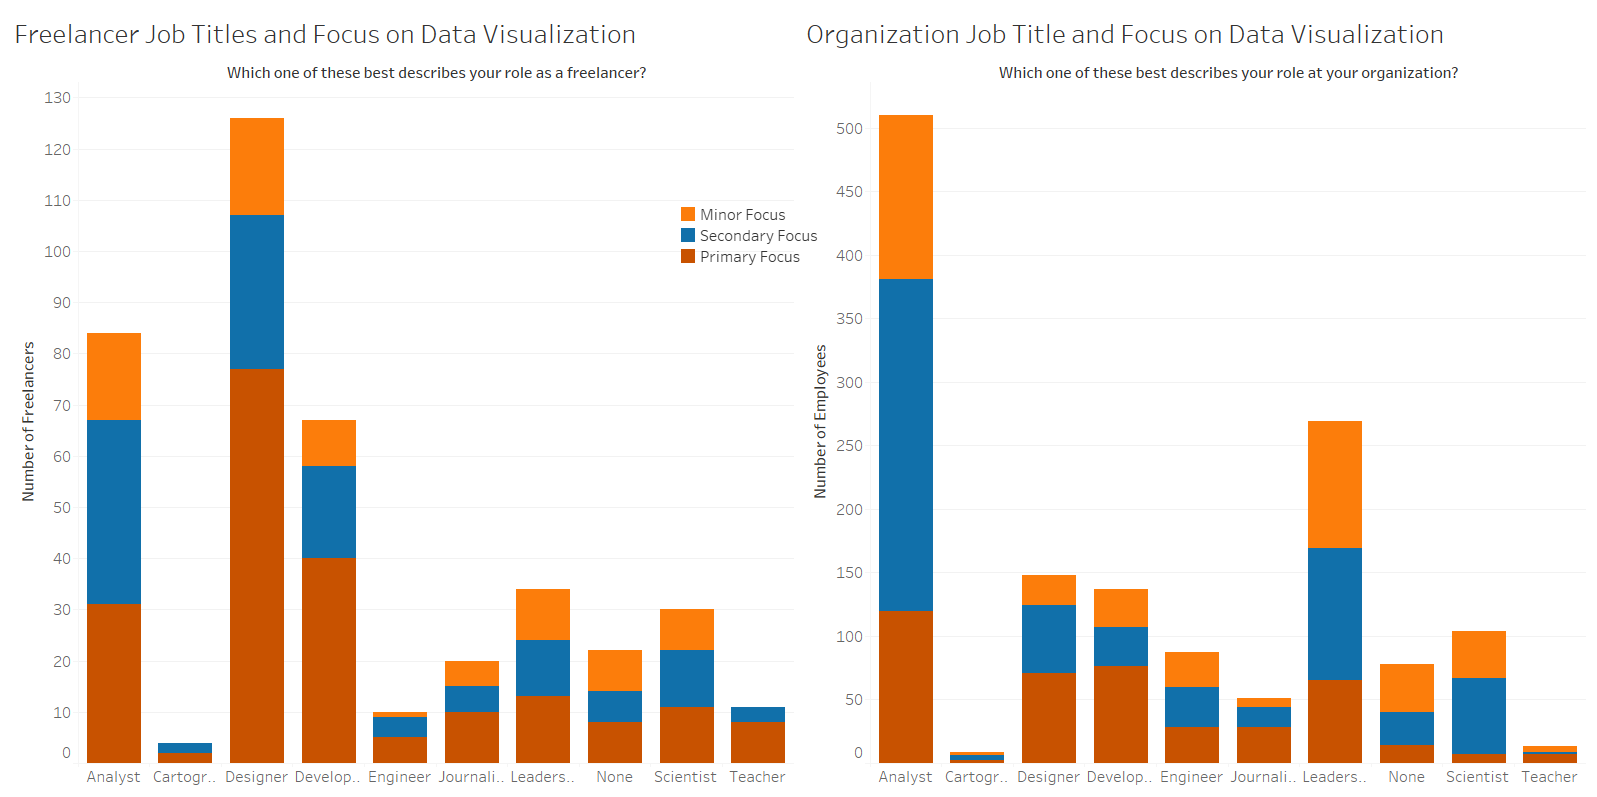 Freelancer Job Titles and Focus on Data Visualization
Which one of these best describes your role as a freelancer?
130
120
110
100
90
80
70
60
50
40
30
20
10
0
Number of Freelancers
Minor Focus
Secondary Focus
Primary Focus
Analyst Cartogr.. Designer Develop.. Engineer Journali.. Leaders.. None Scientist Teacher
Organization Job Title and Focus on Data Visualization
Which one of these best describes your role at your organization?
500
450
400
350
300
250
200
150
100
50
0
Number of Employees
Analyst Cartogr.. Designer Develop.. Engineer Journali.. Leaders.. None Scientist Teacher